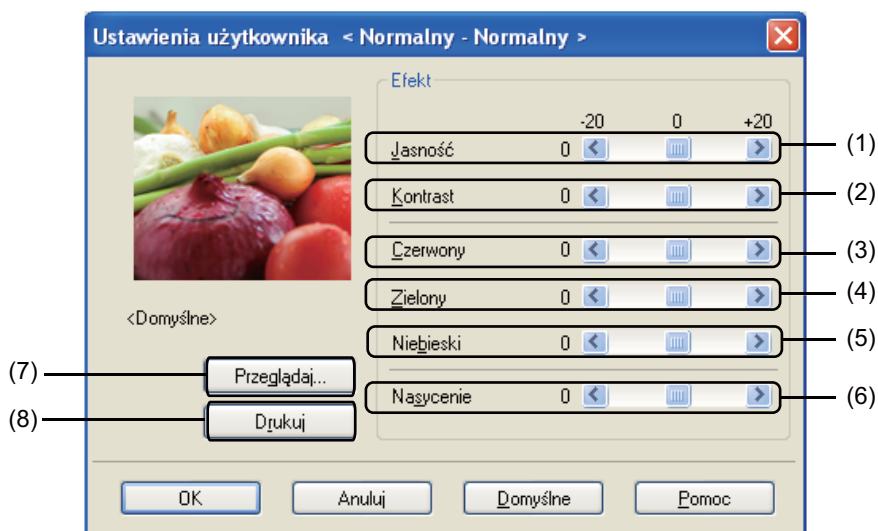 Ustawienia użytkownika < Normalny - Normalny >
Efekt
-20 0 +20
Jasność 0 (1)
Kontrast 0 (2)
Czerwony 0 (3)
Zielony 0 (4)
Niebieski 0 (5)
Nasycenie 0 (6)
<Domyślne>
(7) Przeglądaj...
(8) Drukuj
OK Anuluj Domyślne Pomoc